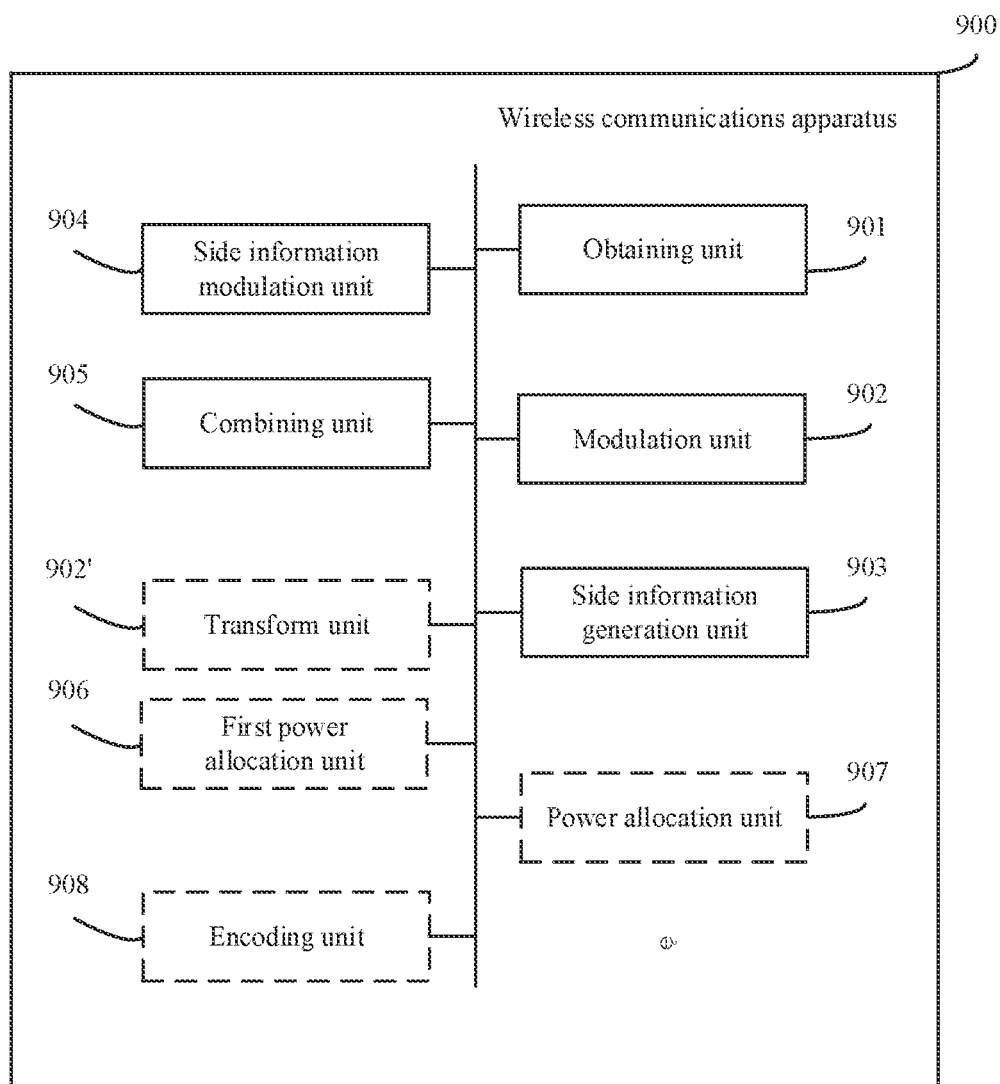 900
Wireless communications apparatus
904
Side information
modulation unit
Obtaining unit
901
905
Combining unit
902
Modulation unit
902'
Transform unit
903
Side information
generation unit
906
First power
allocation unit
907
Power allocation unit
908
Encoding unit